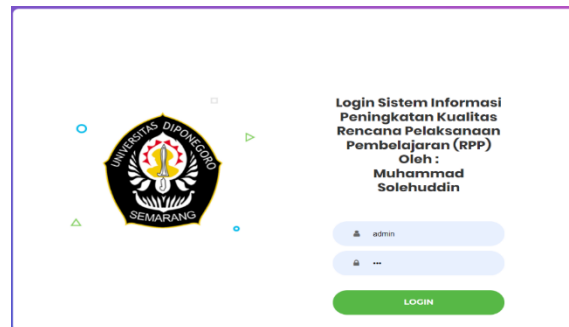 UNIVERSITAS DIPONEGORO
SEMARANG
Login Sistem Informasi
Peningkatan Kualitas
Rencana Pelaksanaan
Pembelajaran (RPP)
Oleh :
Muhammad
Solehuddin
admin
•••
LOGIN